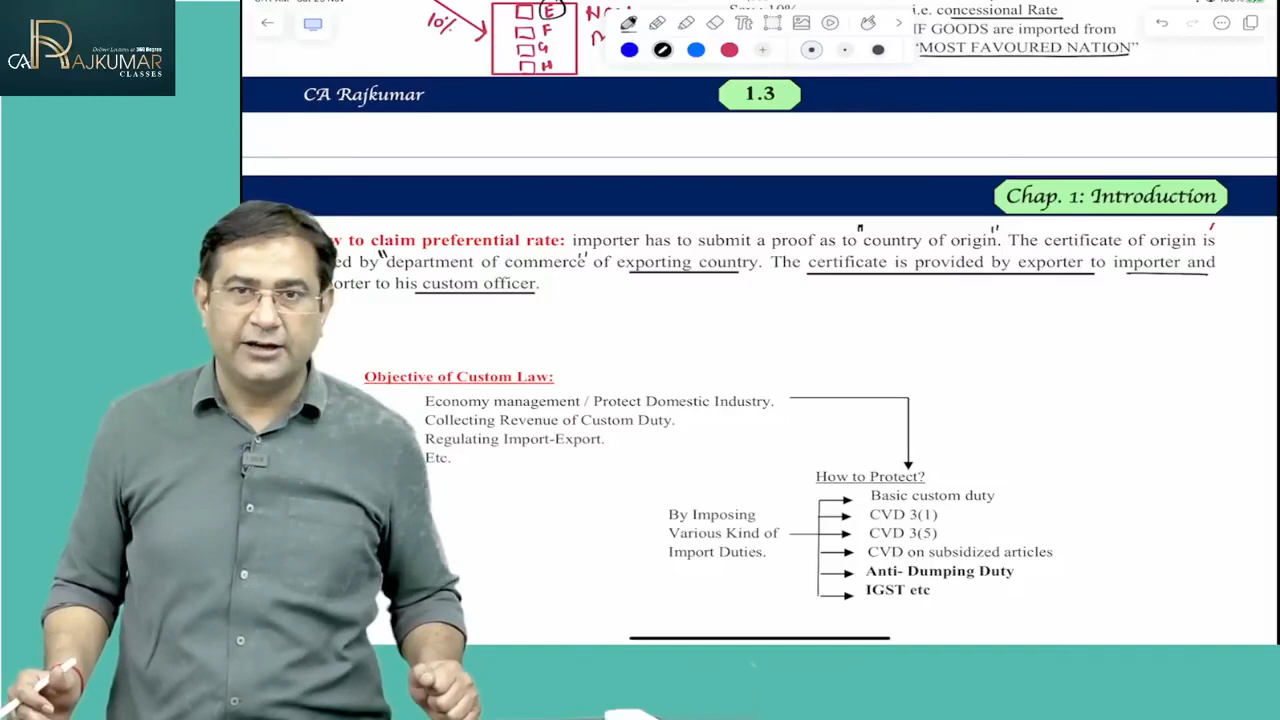 Deliver Lectures at 360 Degree
CA RAJKUMAR
CLASSES
10%
E
F
G
H
i.e. concessional Rate
IF GOODS are imported from
“MOST FAVOURED NATION”
CA Rajkumar
1.3
Chap. 1: Introduction
to claim preferential rate: importer has to submit a proof as to "country of origin". The certificate of origin is
by "department of commerce" of exporting country. The certificate is provided by exporter to importer and
to his custom officer.
Objective of Custom Law:
Economy management / Protect Domestic Industry.
Collecting Revenue of Custom Duty.
Regulating Import-Export.
Etc.
How to Protect?
By Imposing
Various Kind of
Import Duties.
Basic custom duty
CVD 3(1)
CVD 3(5)
CVD on subsidized articles
Anti- Dumping Duty
IGST etc